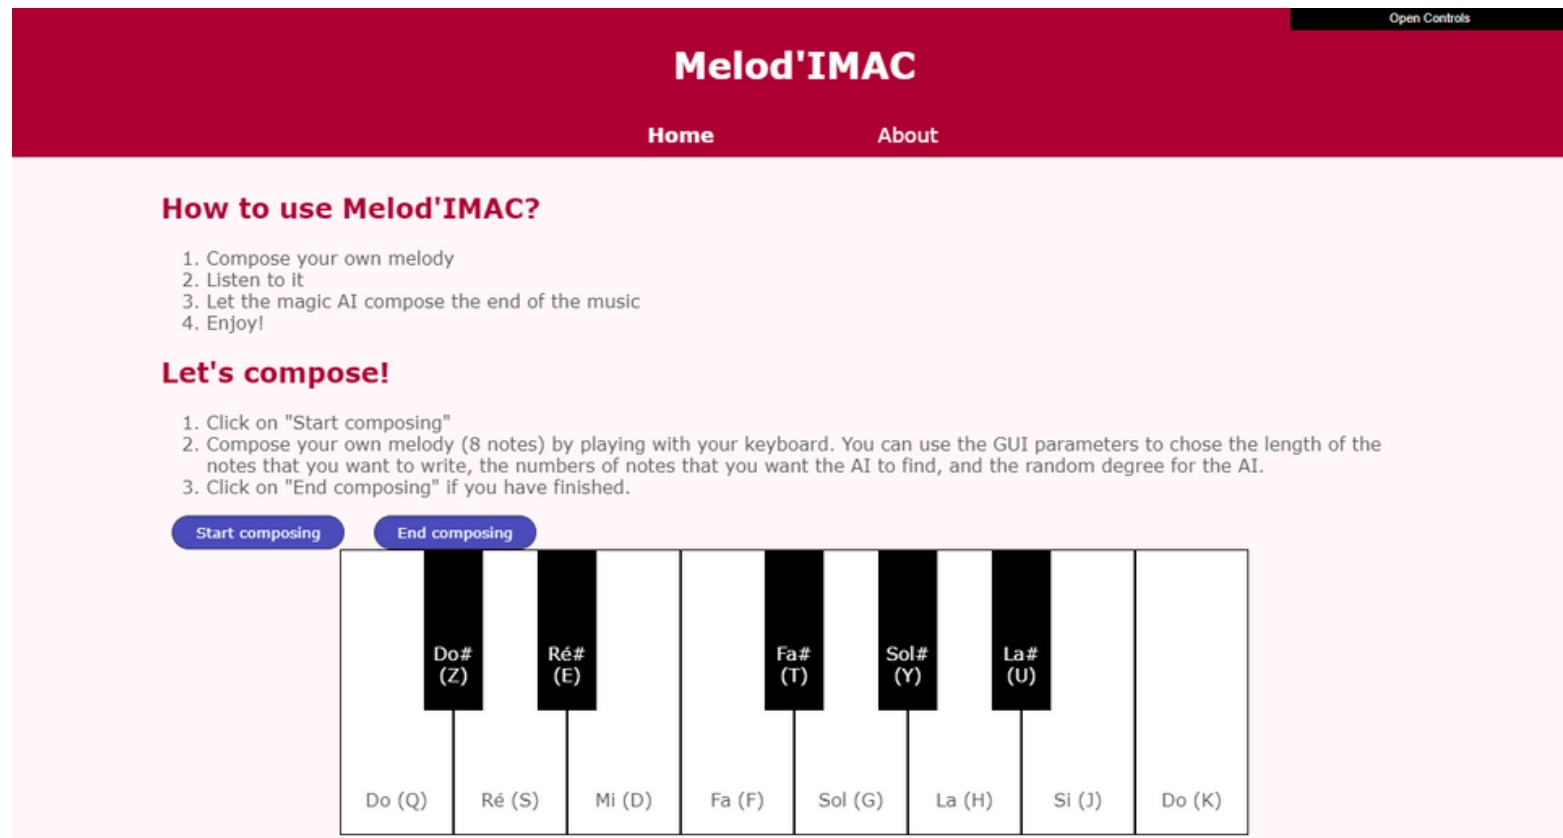 Open Controls
Melod'IMAC
Home About
How to use Melod'IMAC?
1. Compose your own melody
2. Listen to it
3. Let the magic AI compose the end of the music
4. Enjoy!
Let's compose!
1. Click on "Start composing"
2. Compose your own melody (8 notes) by playing with your keyboard. You can use the GUI parameters to chose the length of the
notes that you want to write, the numbers of notes that you want the AI to find, and the random degree for the AI.
3. Click on "End composing" if you have finished.
Start composing End composing
Do# Ré# Fa# Sol# La#
(Z) (E) (T) (Y) (U)
Do (Q) Ré (S) Mi (D) Fa (F) Sol (G) La (H) Si (J) Do (K)